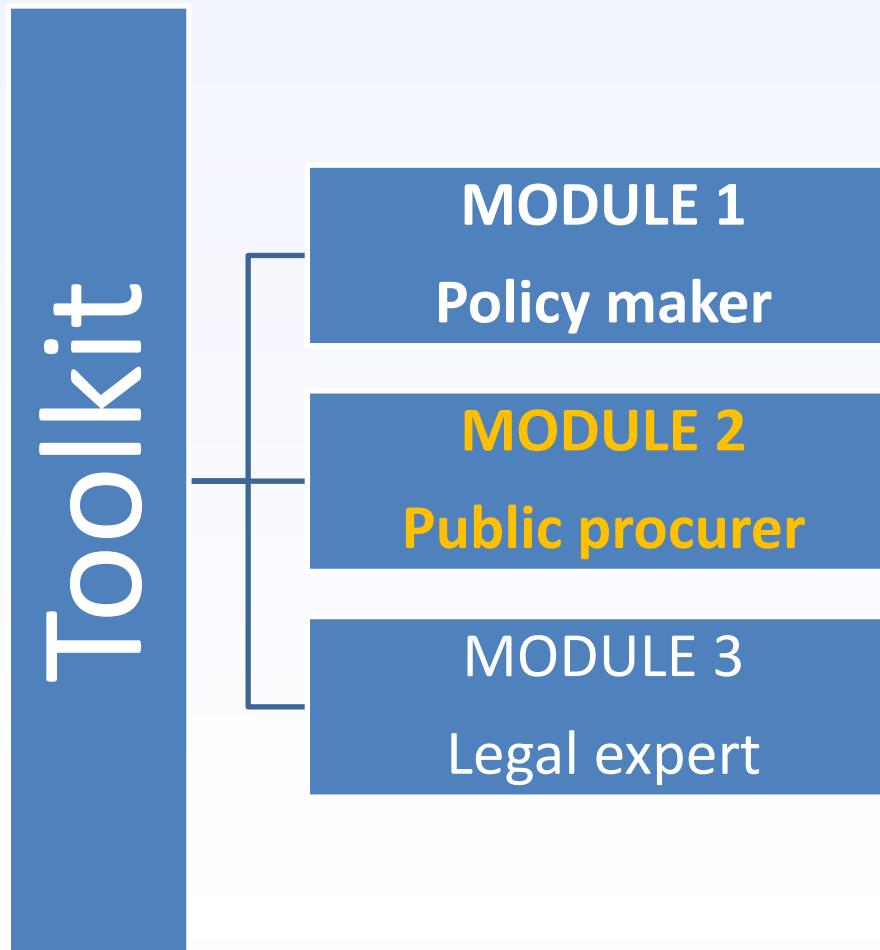 Toolkit
MODULE 1
Policy maker
MODULE 2
Public procurer
MODULE 3
Legal expert